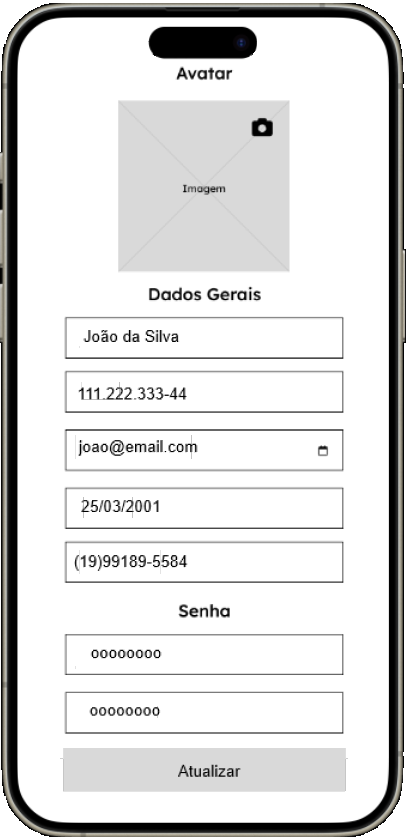 Avatar
Imagem
Dados Gerais
João da Silva
111.222.333-44
joao@email.com
25/03/2001
(19)99189-5584
Senha
oooooooo
oooooooo
Atualizar